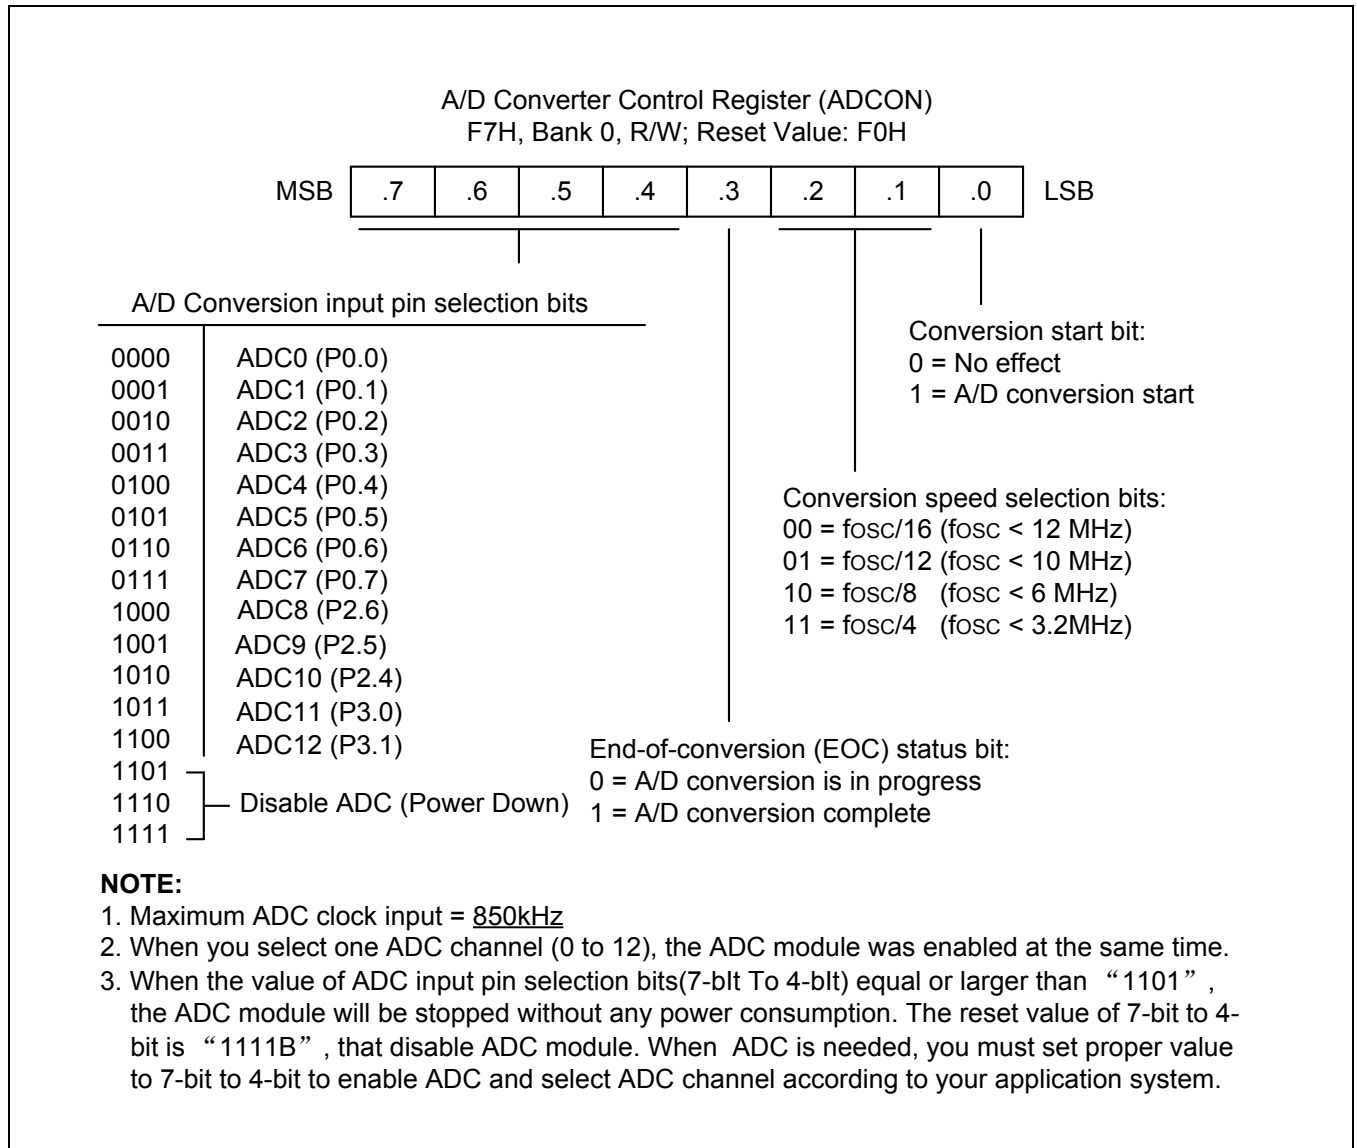 A/D Converter Control Register (ADCON)
F7H, Bank 0, R/W; Reset Value: F0H
MSB .7 .6 .5 .4 .3 .2 .1 .0 LSB
A/D Conversion input pin selection bits
0000 ADC0 (P0.0)
0001 ADC1 (P0.1)
0010 ADC2 (P0.2)
0011 ADC3 (P0.3)
0100 ADC4 (P0.4)
0101 ADC5 (P0.5)
0110 ADC6 (P0.6)
0111 ADC7 (P0.7)
1000 ADC8 (P2.6)
1001 ADC9 (P2.5)
1010 ADC10 (P2.4)
1011 ADC11 (P3.0)
1100 ADC12 (P3.1)
1101
1110 Disable ADC (Power Down)
1111
Conversion start bit:
0 = No effect
1 = A/D conversion start
Conversion speed selection bits:
00 = fosc/16 (fosc < 12 MHz)
01 = fosc/12 (fosc < 10 MHz)
10 = fosc/8 (fosc < 6 MHz)
11 = fosc/4 (fosc < 3.2MHz)
End-of-conversion (EOC) status bit:
0 = A/D conversion is in progress
1 = A/D conversion complete
NOTE:
1. Maximum ADC clock input = 850kHz
2. When you select one ADC channel (0 to 12), the ADC module was enabled at the same time.
3. When the value of ADC input pin selection bits(7-bIt To 4-bIt) equal or larger than “1101”,
the ADC module will be stopped without any power consumption. The reset value of 7-bit to 4-
bit is “1111B”, that disable ADC module. When ADC is needed, you must set proper value
to 7-bit to 4-bit to enable ADC and select ADC channel according to your application system.